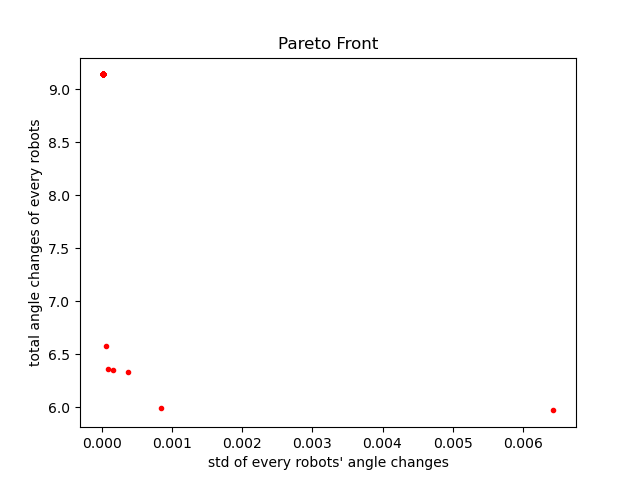 Pareto Front
total angle changes of every robots
9.0
8.5
8.0
7.5
7.0
6.5
6.0
0.000 0.001 0.002 0.003 0.004 0.005 0.006
std of every robots' angle changes